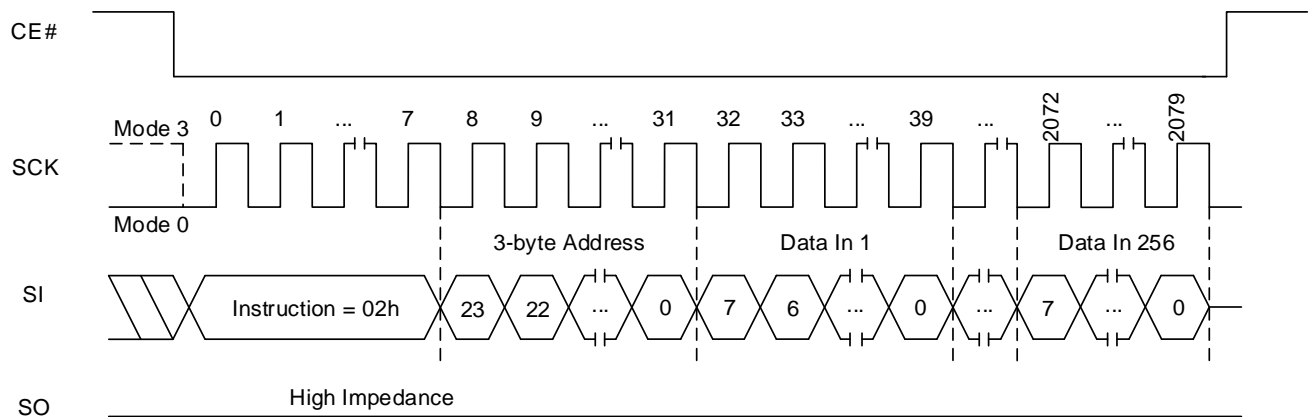 CE#
0 1 ... 7 8 9 ... 31 32 33 ... 39 ... 2072 ... 2079
Mode 3
SCK
Mode 0
3-byte Address Data In 1 Data In 256
SI Instruction = 02h 23 22 ... 0 7 6 ... 0 ... 7 ... 0
High Impedance
SO